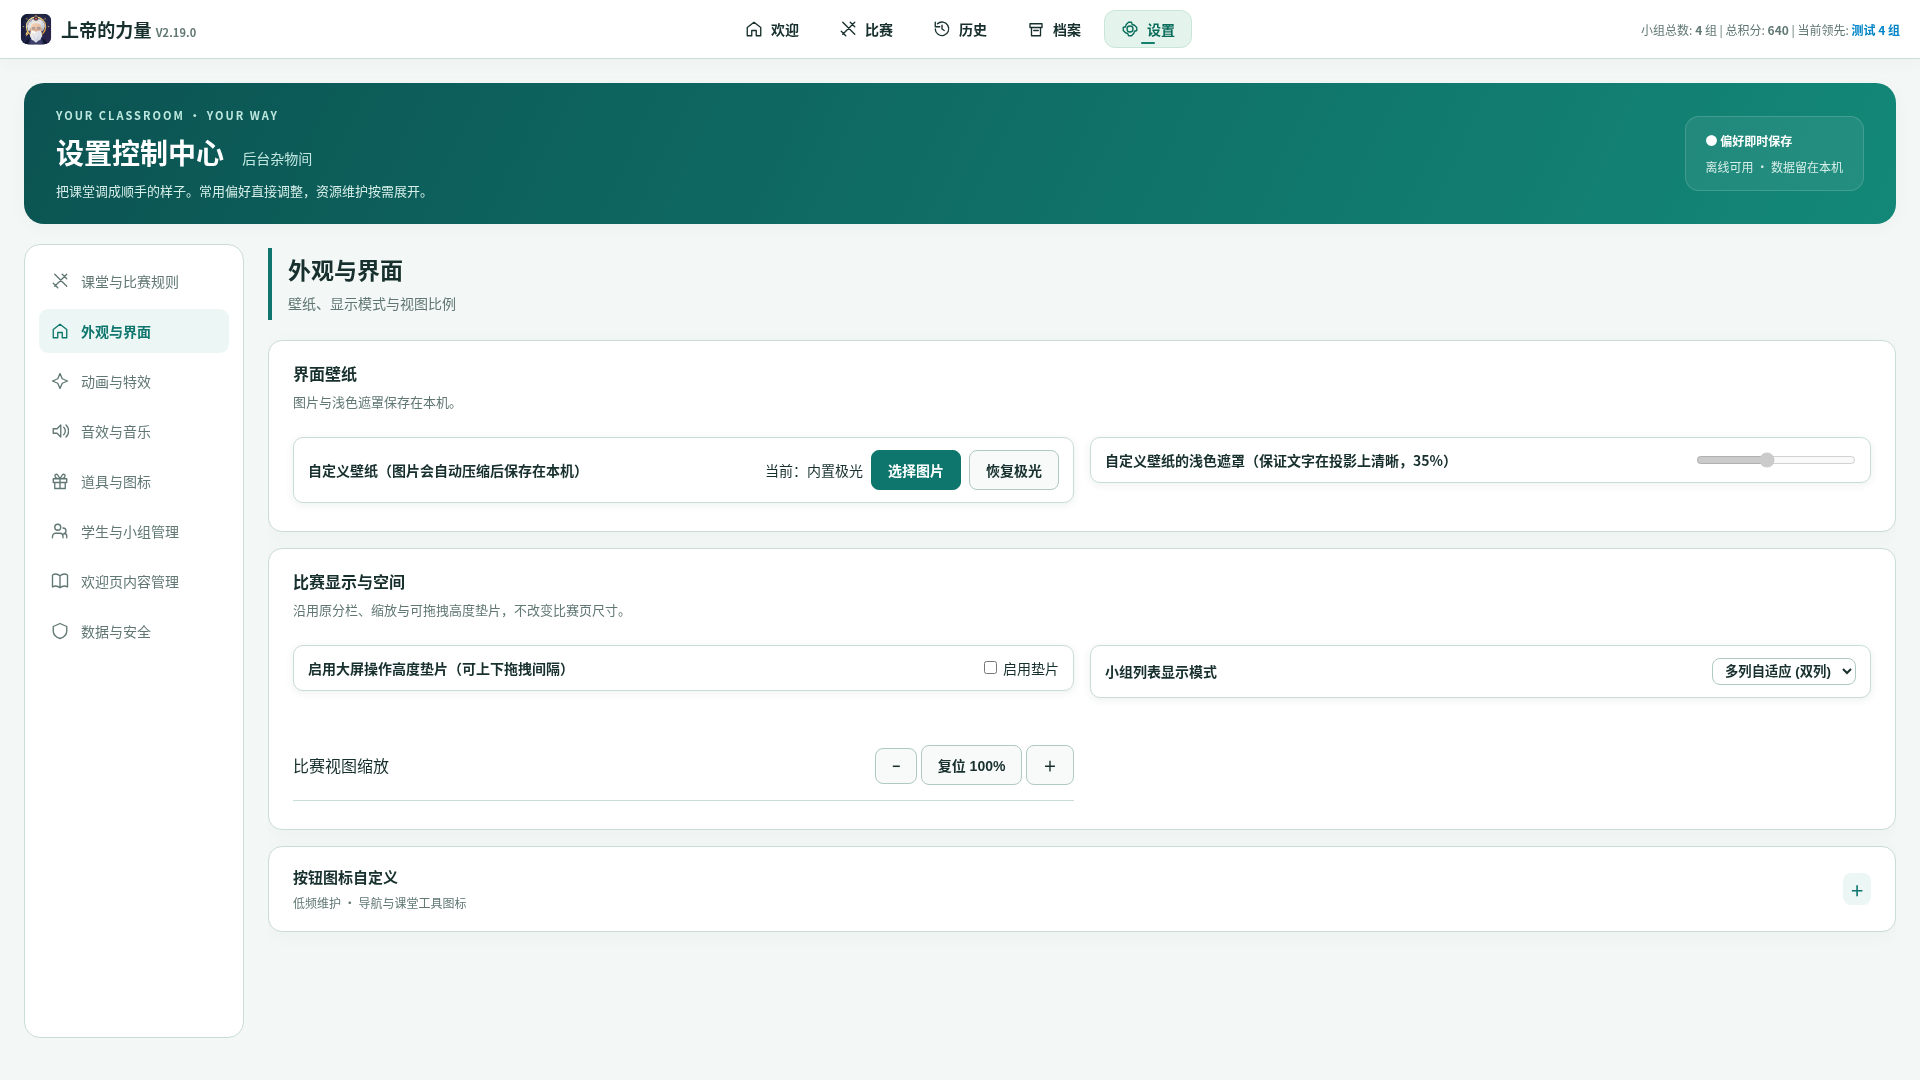 上帝的力量 V2.19.0
欢迎
比赛
历史
档案
设置
小组总数: 4 组 | 总积分: 640 | 当前领先: 测试 4 组
YOUR CLASSROOM • YOUR WAY
设置控制中心 后台杂物间
把课堂调成顺手的样子。常用偏好直接调整，资源维护按需展开。
偏好即时保存
离线可用 • 数据留在本机
课堂与比赛规则
外观与界面
动画与特效
音效与音乐
道具与图标
学生与小组管理
欢迎页内容管理
数据与安全
外观与界面
壁纸、显示模式与视图比例
界面壁纸
图片与浅色遮罩保存在本机。
自定义壁纸（图片会自动压缩后保存在本机） 当前：内置极光 选择图片 恢复极光
自定义壁纸的浅色遮罩（保证文字在投影上清晰，35%）
比赛显示与空间
沿用原分栏、缩放与可拖拽高度垫片，不改变比赛页尺寸。
启用大屏操作高度垫片（可上下拖拽间隔） 启用垫片
小组列表显示模式 多列自适应 (双列)
比赛视图缩放 − 复位 100% +
按钮图标自定义
低频维护 • 导航与课堂工具图标
+